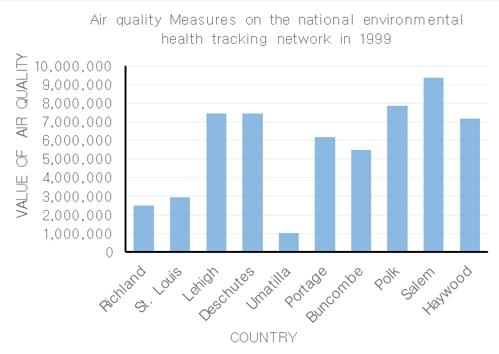 Air quality Measures on the national environmental
health tracking network in 1999
VALUE OF AIR QUALITY
10,000,000
9,000,000
8,000,000
7,000,000
6,000,000
5,000,000
4,000,000
3,000,000
2,000,000
1,000,000
0
Richland
St. Louis
Lehigh
Deschutes
Umatilla
Portage
Buncombe
Polk
Salem
Haywood
COUNTRY